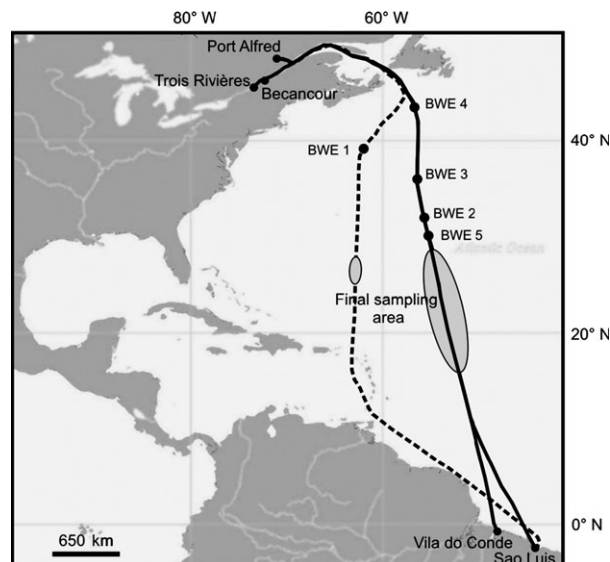 80° W
60° W
Port Alfred
Trois Rivières
Becancour
BWE 4
40° N
BWE 1
BWE 3
BWE 2
BWE 5
Atlantic Ocean
Final sampling
area
20° N
0° N
650 km
Vila do Conde
Sao Luis